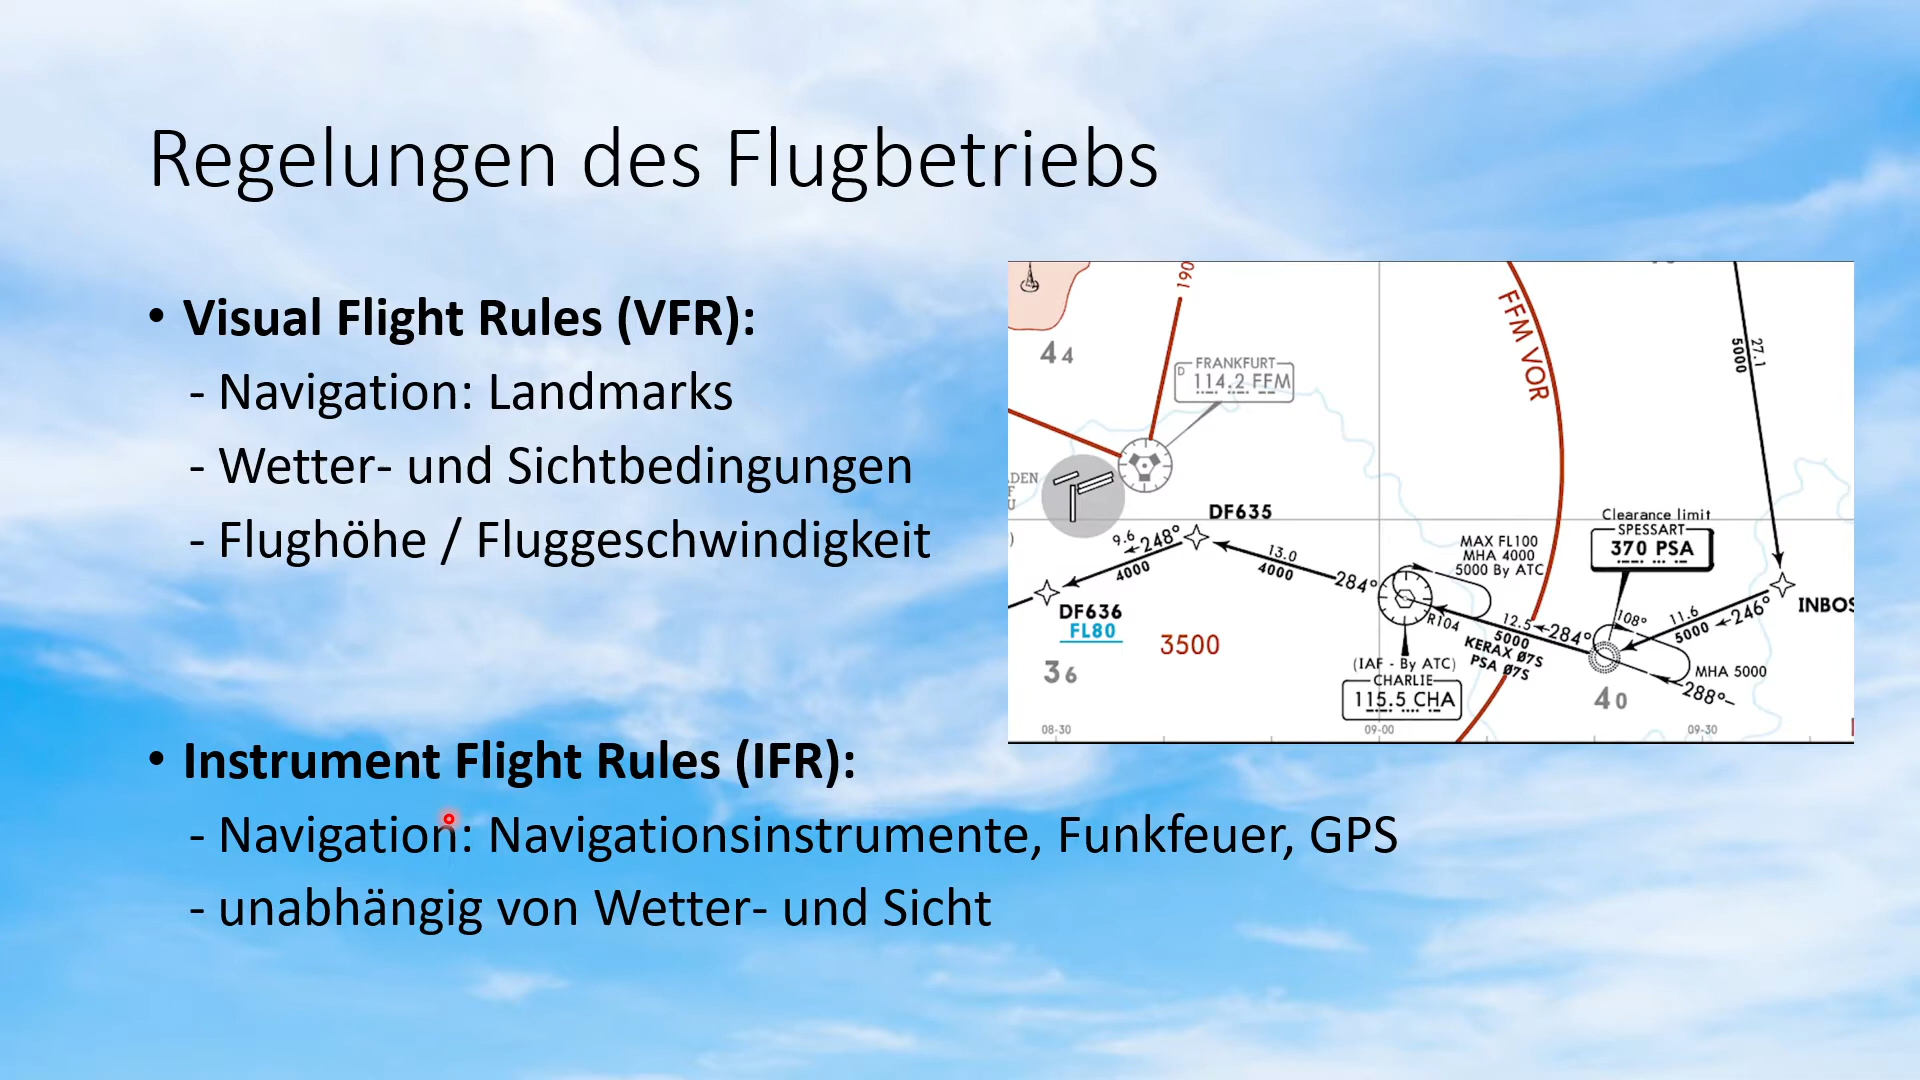 Regelungen des Flugbetriebs
• Visual Flight Rules (VFR):
- Navigation: Landmarks
- Wetter- und Sichtbedingungen
- Flughöhe / Fluggeschwindigkeit
• Instrument Flight Rules (IFR):
- Navigation: Navigationsinstrumente, Funkfeuer, GPS
- unabhängig von Wetter- und Sicht
190
44
FRANKFURT
D 114.2 FFM
FFM VOR
27.1
5000
DEN
F
U
)
DF635
9.6
248°
4000
13.0
4000
284°
DF636
FL80
3500
36
MAX FL100
MHA 4000
5000 By ATC
R104
12.5
284°
5000
KERAX Ø7S
PSA Ø7S
(IAF - By ATC)
CHARLIE
115.5 CHA
Clearance limit
SPESSART
370 PSA
108°
11.6
246°
5000
INBOS
MHA 5000
288°
40
08-30
09-00
09-30